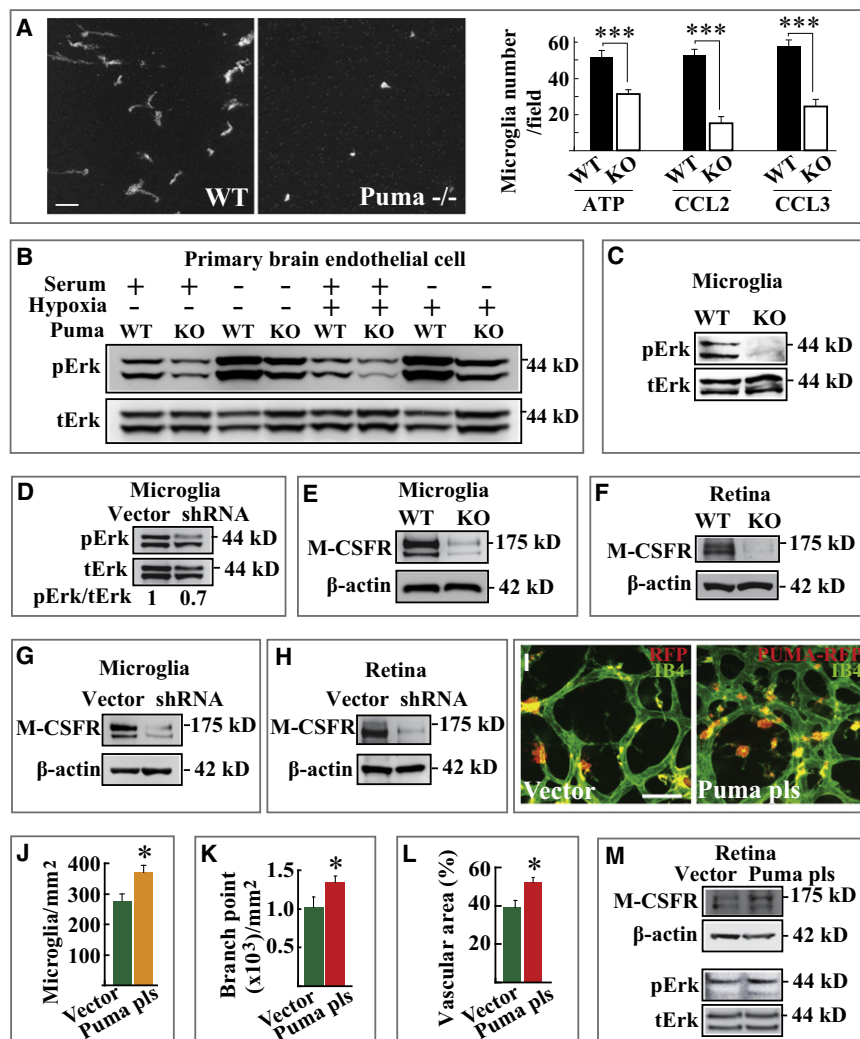 A
WT
Puma -/-
Microglia number
/field
60
40
20
***
***
***
WT KO WT KO WT KO
ATP CCL2 CCL3
B
Primary brain endothelial cell
Serum + + - - + + - -
Hypoxia - - - - + + + +
Puma WT KO WT KO WT KO WT KO
pErk 44 kD
tErk 44 kD
C
Microglia
WT KO
pErk 44 kD
tErk 44 kD
D
Microglia
Vector shRNA
pErk 44 kD
tErk 44 kD
pErk/tErk 1 0.7
E
Microglia
WT KO
M-CSFR 175 kD
β-actin 42 kD
F
Retina
WT KO
M-CSFR 175 kD
β-actin 42 kD
G
Microglia
Vector shRNA
M-CSFR 175 kD
β-actin 42 kD
H
Retina
Vector shRNA
M-CSFR 175 kD
β-actin 42 kD
I
RFP
IB4
Vector
PUMA-RFP
IB4
Puma pls
J
Microglia/mm2
400
300
200
100
0
*
Vector
Puma pls
K
Branch point
(x103)/mm2
1.5
1.0
0
*
Vector
Puma pls
L
Vascular area (%)
60
40
0
*
Vector
Puma pls
M
Retina
Vector Puma pls
M-CSFR 175 kD
β-actin 42 kD
pErk 44 kD
tErk 44 kD